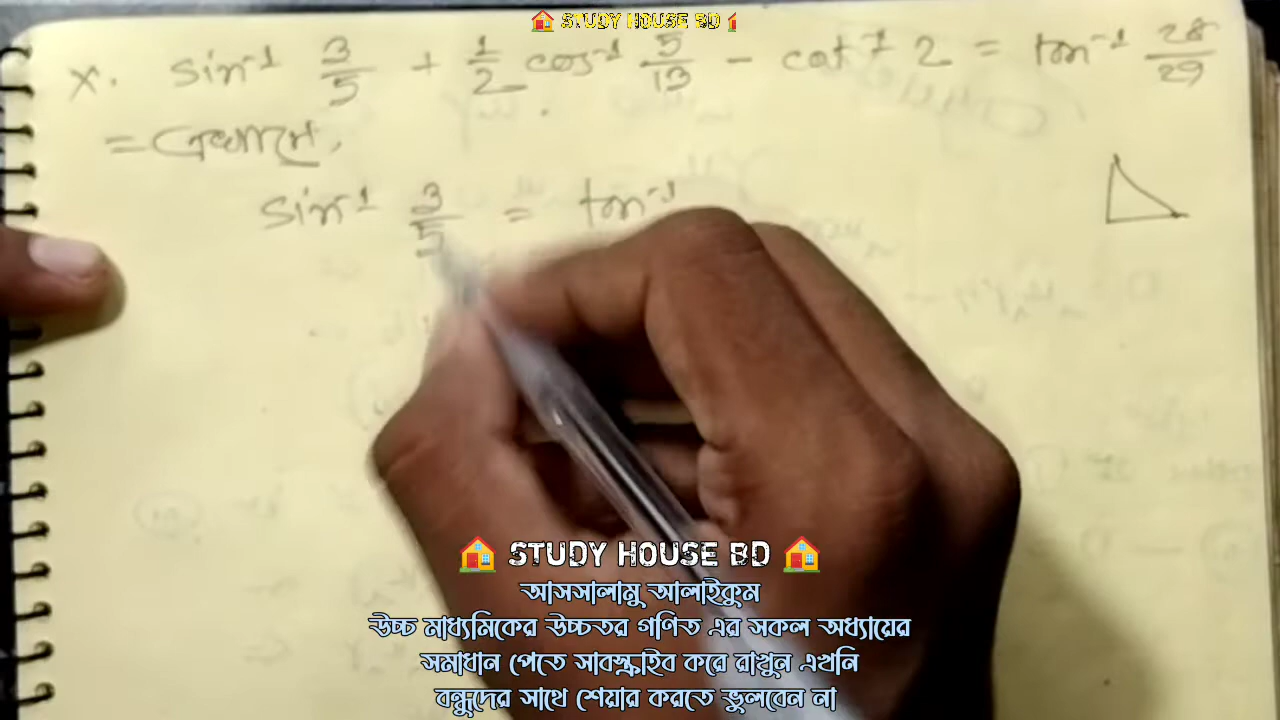 🏠 STUDY HOUSE BD
x. sin⁻¹ 3/5 + 1/2 cos⁻¹ 5/13 − cot⁻¹ 2 = tan⁻¹ 28/29
= এখানে,
sin⁻¹ 3/5 = tan⁻¹
🏠 STUDY HOUSE BD 🏠
আসসালামু আলাইকুম
উচ্চ মাধ্যমিকের উচ্চতর গণিত এর সকল অধ্যায়ের
সমাধান পেতে সাবস্ক্রাইব করে রাখুন এখনি
বন্ধুদের সাথে শেয়ার করতে ভুলবেন না